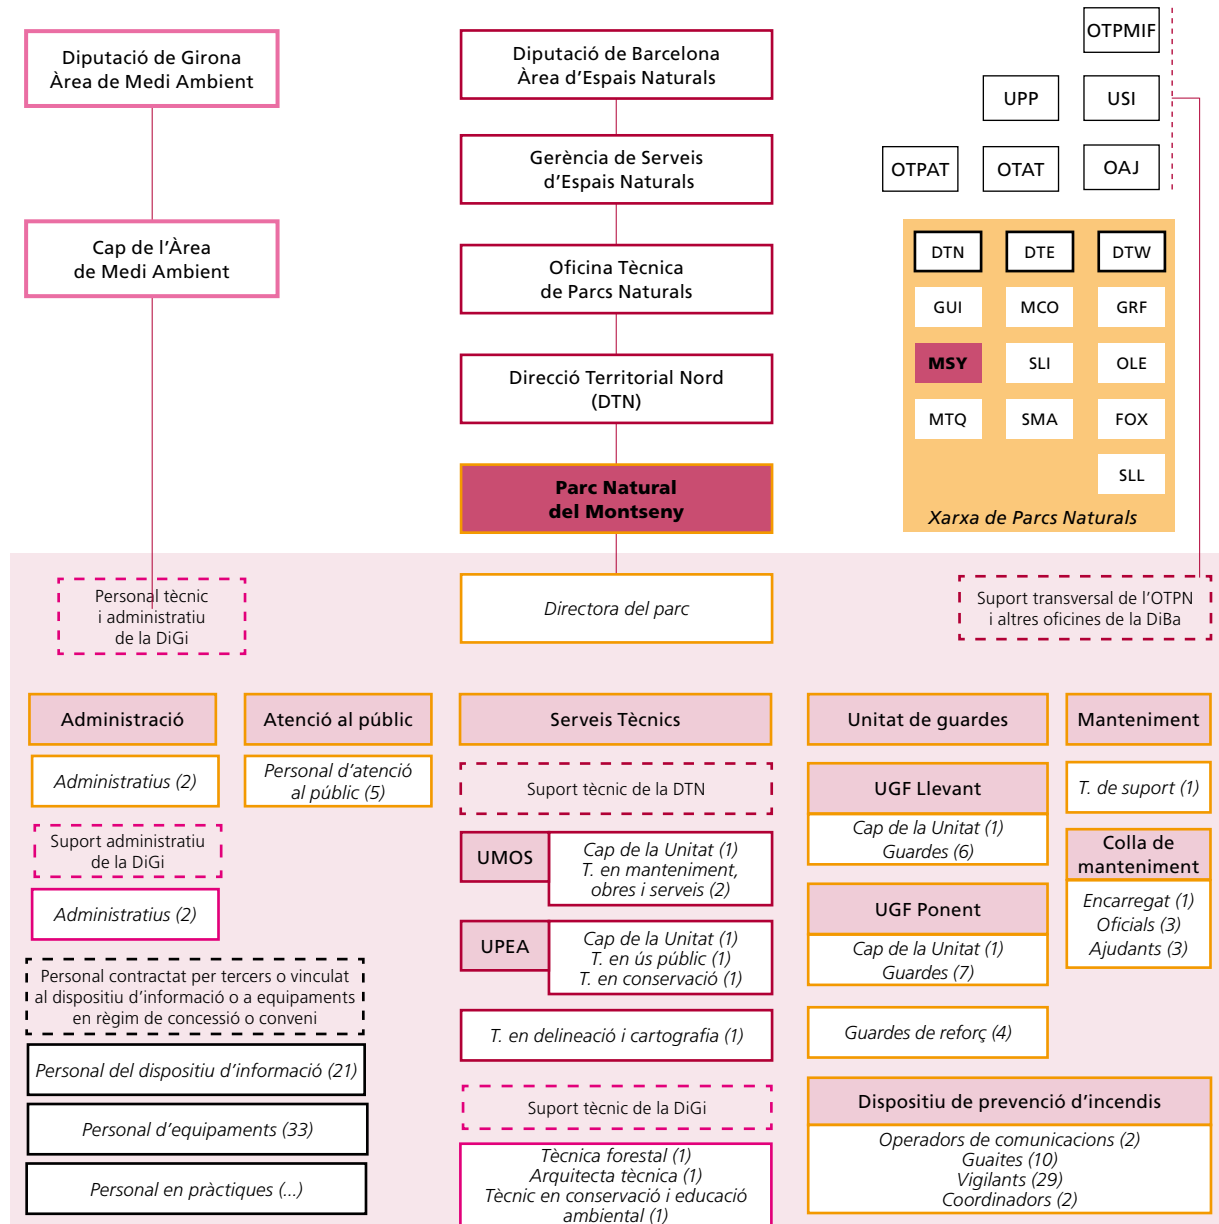 Diputació de Girona
Àrea de Medi Ambient
Cap de l'Àrea
de Medi Ambient
Diputació de Barcelona
Àrea d'Espais Naturals
Gerència de Serveis
d'Espais Naturals
Oficina Tècnica
de Parcs Naturals
Direcció Territorial Nord
(DTN)
Parc Natural
del Montseny
OTPMIF
UPP
USI
OTPAT
OTAT
OAJ
DTN
DTE
DTW
GUI
MCO
GRF
MSY
SLI
OLE
MTQ
SMA
FOX
SLL
Xarxa de Parcs Naturals
Personal tècnic
i administratiu
de la DiGi
Directora del parc
Suport transversal de l'OTPN
i altres oficines de la DiBa
Administració
Administratius (2)
Suport administratiu
de la DiGi
Administratius (2)
Atenció al públic
Personal d'atenció
al públic (5)
Personal contractat per tercers o vinculat
al dispositiu d'informació o a equipaments
en règim de concessió o conveni
Personal del dispositiu d'informació (21)
Personal d'equipaments (33)
Personal en pràctiques (...)
Serveis Tècnics
Suport tècnic de la DTN
UMOS
Cap de la Unitat (1)
T. en manteniment,
obres i serveis (2)
UPEA
Cap de la Unitat (1)
T. en ús públic (1)
T. en conservació (1)
T. en delineació i cartografia (1)
Suport tècnic de la DiGi
Tècnica forestal (1)
Arquitecta tècnica (1)
Tècnic en conservació i educació
ambiental (1)
Unitat de guardes
UGF Llevant
Cap de la Unitat (1)
Guardes (6)
UGF Ponent
Cap de la Unitat (1)
Guardes (7)
Guardes de reforç (4)
Manteniment
T. de suport (1)
Colla de
manteniment
Encarregat (1)
Oficials (3)
Ajudants (3)
Dispositiu de prevenció d'incendis
Operadors de comunicacions (2)
Guaites (10)
Vigilants (29)
Coordinadors (2)